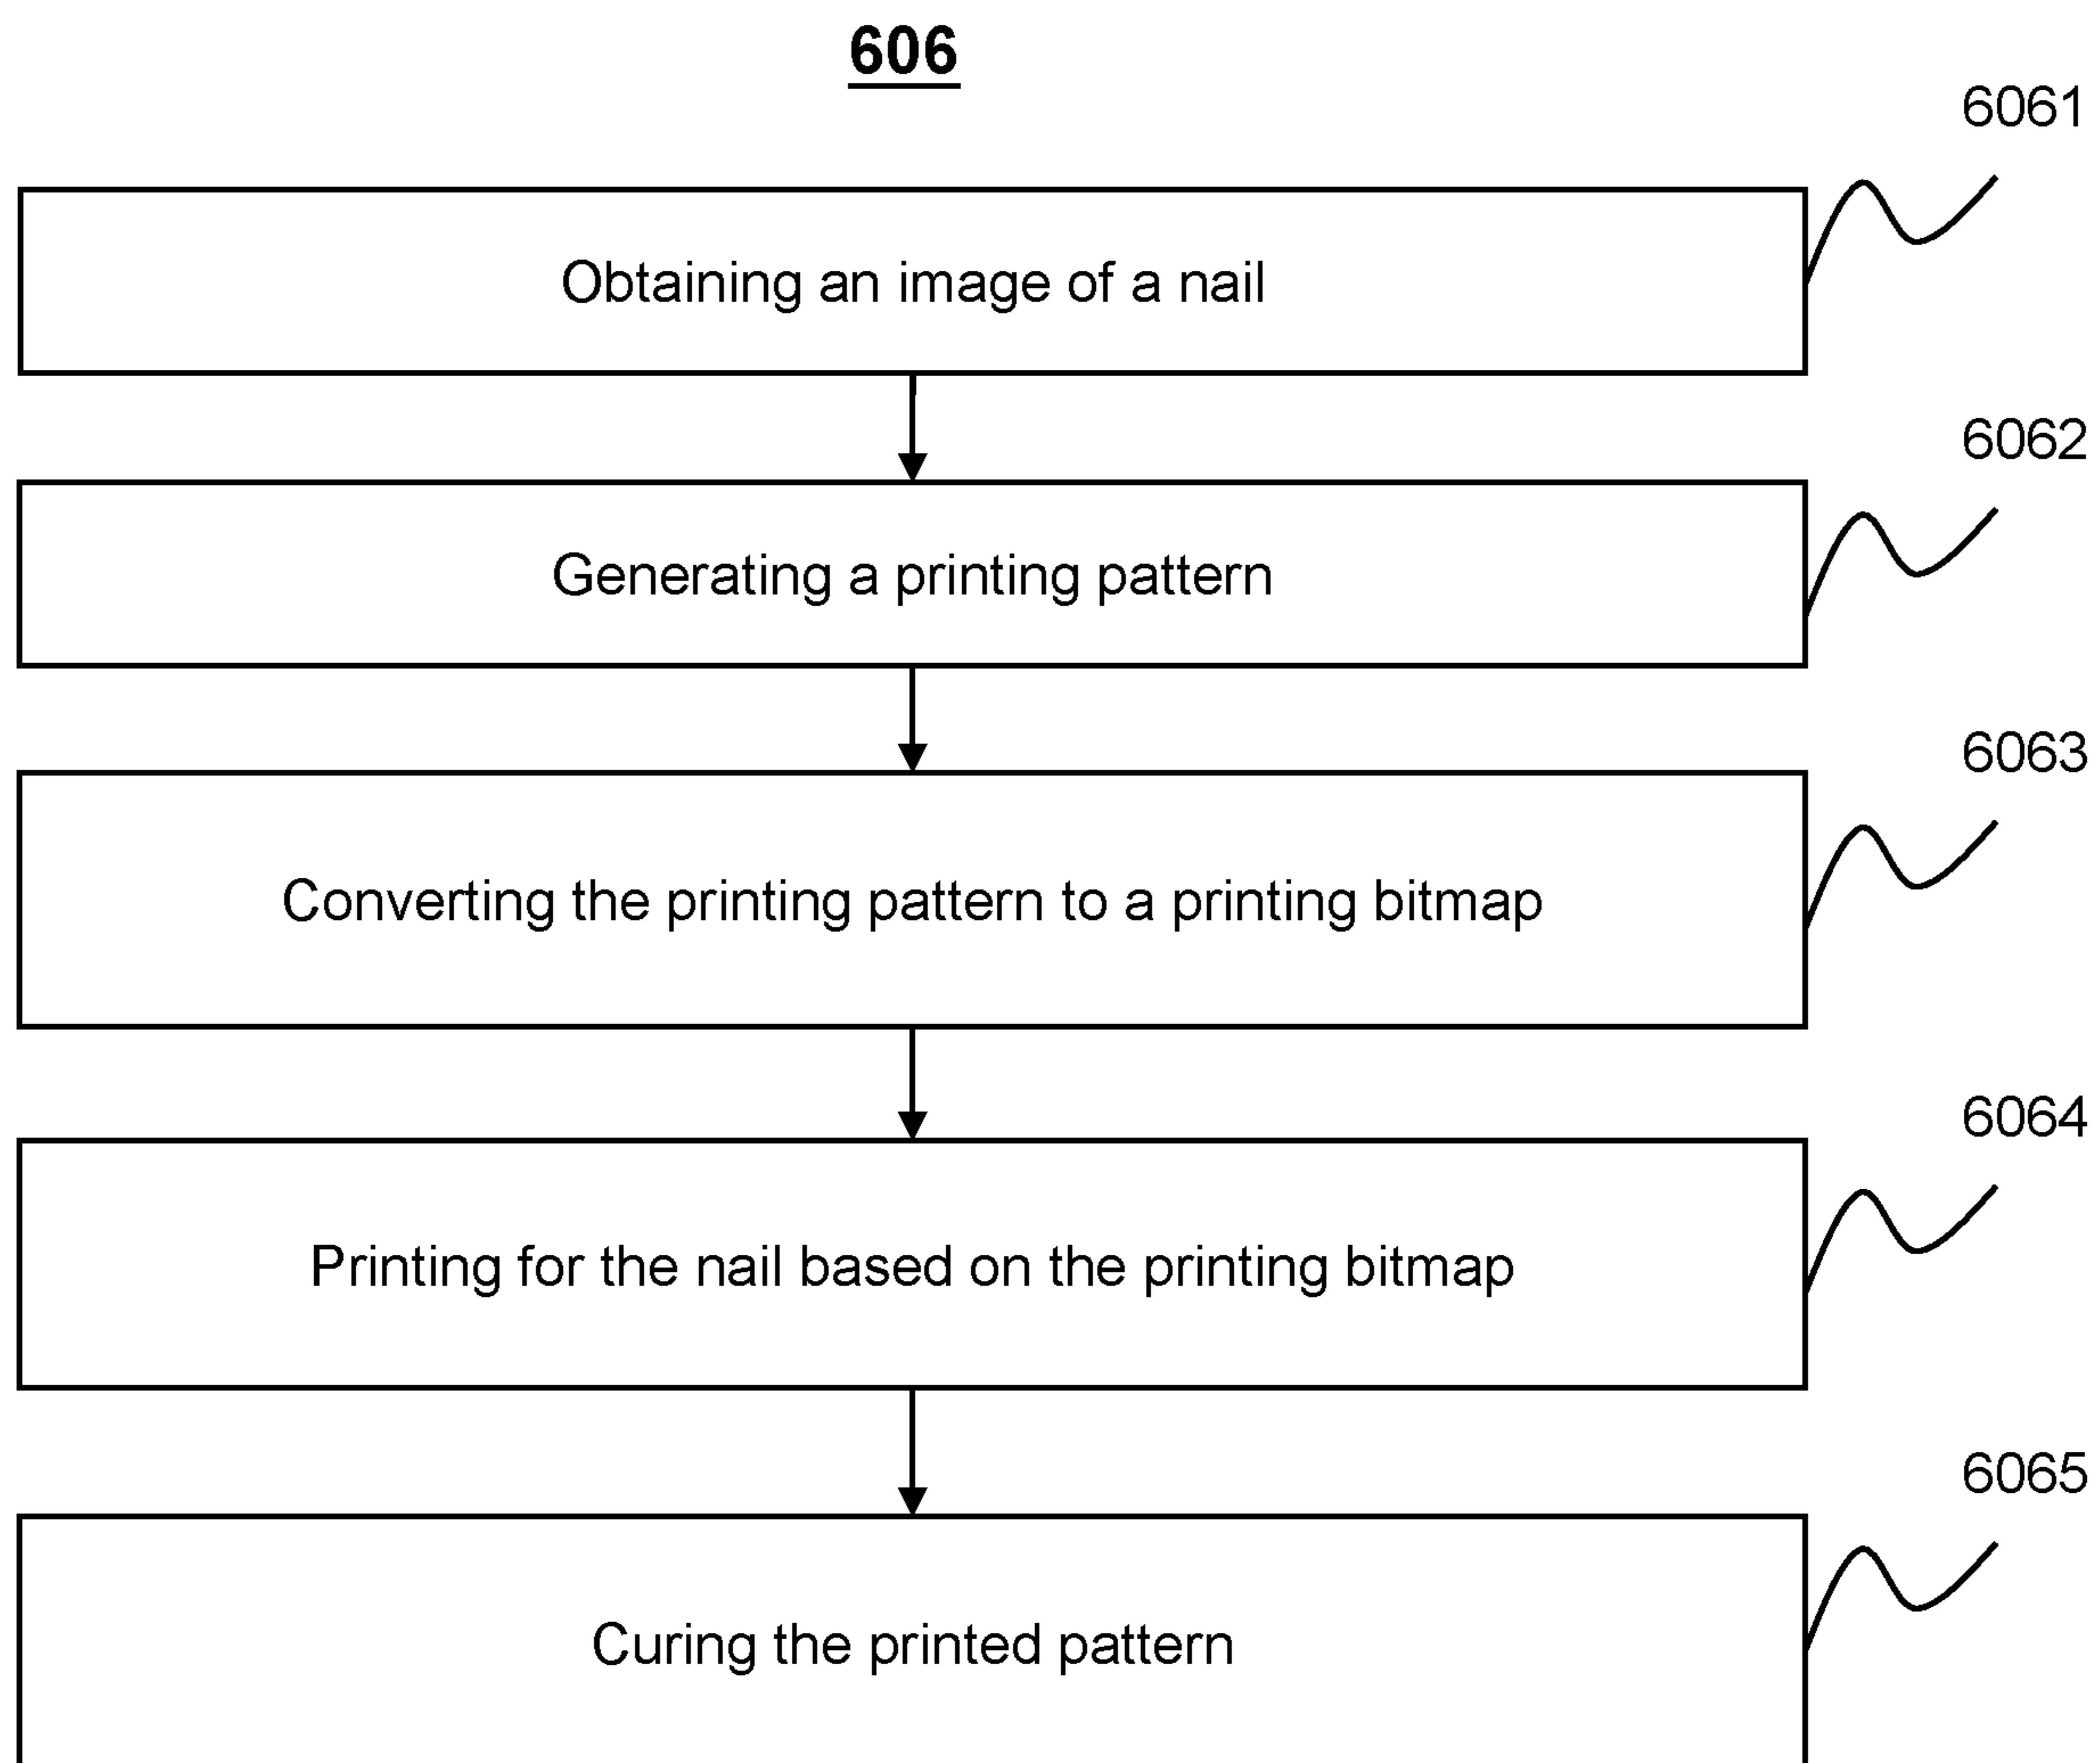 606
6061
Obtaining an image of a nail
6062
Generating a printing pattern
6063
Converting the printing pattern to a printing bitmap
6064
Printing for the nail based on the printing bitmap
6065
Curing the printed pattern